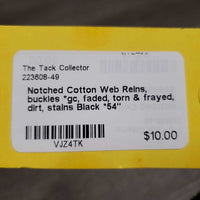 The Tack Collector
223608-49
Notched Cotton Web Reins,
buckles *gc, faded, torn & frayed,
dirt, stains Black *54"
$10.00
VJZ4TK